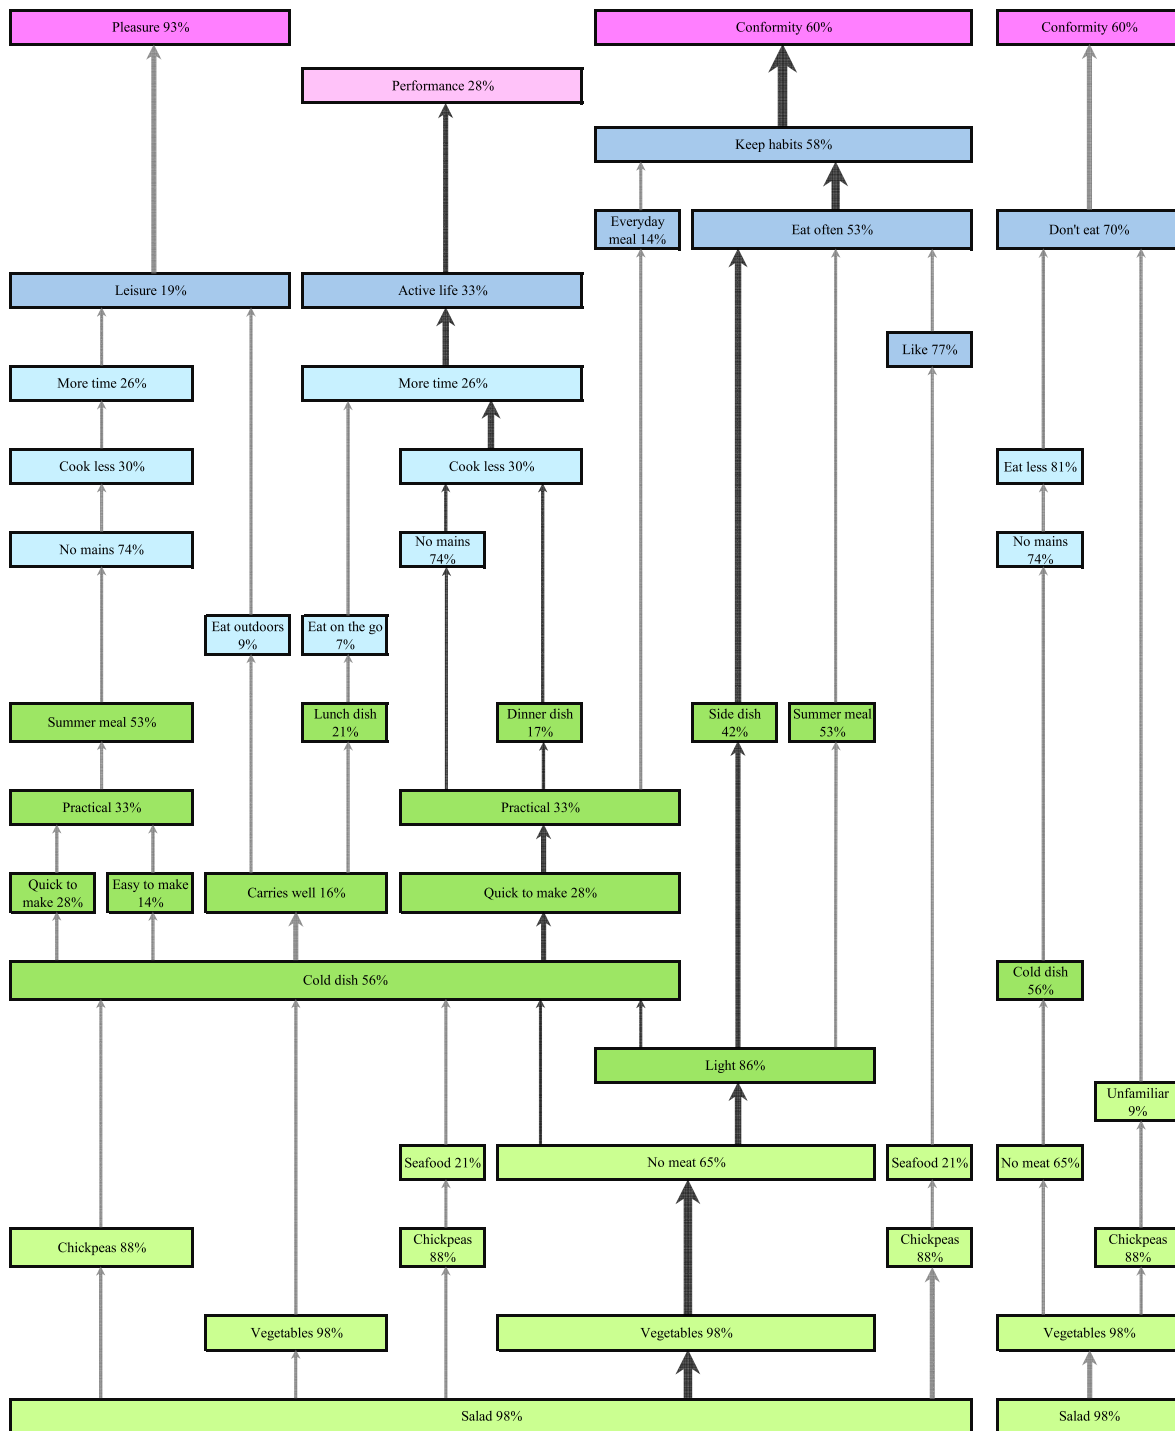 Pleasure 93%
Conformity 60%
Conformity 60%
Performance 28%
Keep habits 58%
Everyday
meal 14%
Eat often 53%
Don't eat 70%
Leisure 19%
Active life 33%
Like 77%
More time 26%
More time 26%
Cook less 30%
Cook less 30%
Eat less 81%
No mains 74%
No mains
74%
No mains
74%
Eat outdoors
9%
Eat on the go
7%
Summer meal 53%
Lunch dish
21%
Dinner dish
17%
Side dish
42%
Summer meal
53%
Practical 33%
Practical 33%
Quick to
make 28%
Easy to make
14%
Carries well 16%
Quick to make 28%
Cold dish 56%
Cold dish
56%
Light 86%
Unfamiliar
9%
Seafood 21%
No meat 65%
Seafood 21%
No meat 65%
Chickpeas 88%
Chickpeas
88%
Chickpeas
88%
Chickpeas
88%
Vegetables 98%
Vegetables 98%
Vegetables 98%
Salad 98%
Salad 98%